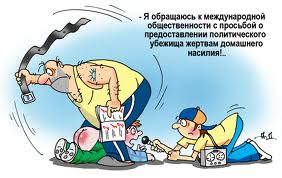 - Я обращаюсь к международной
общественности с просьбой о
предоставлении политического
убежища жертвам домашнего
насилия!..